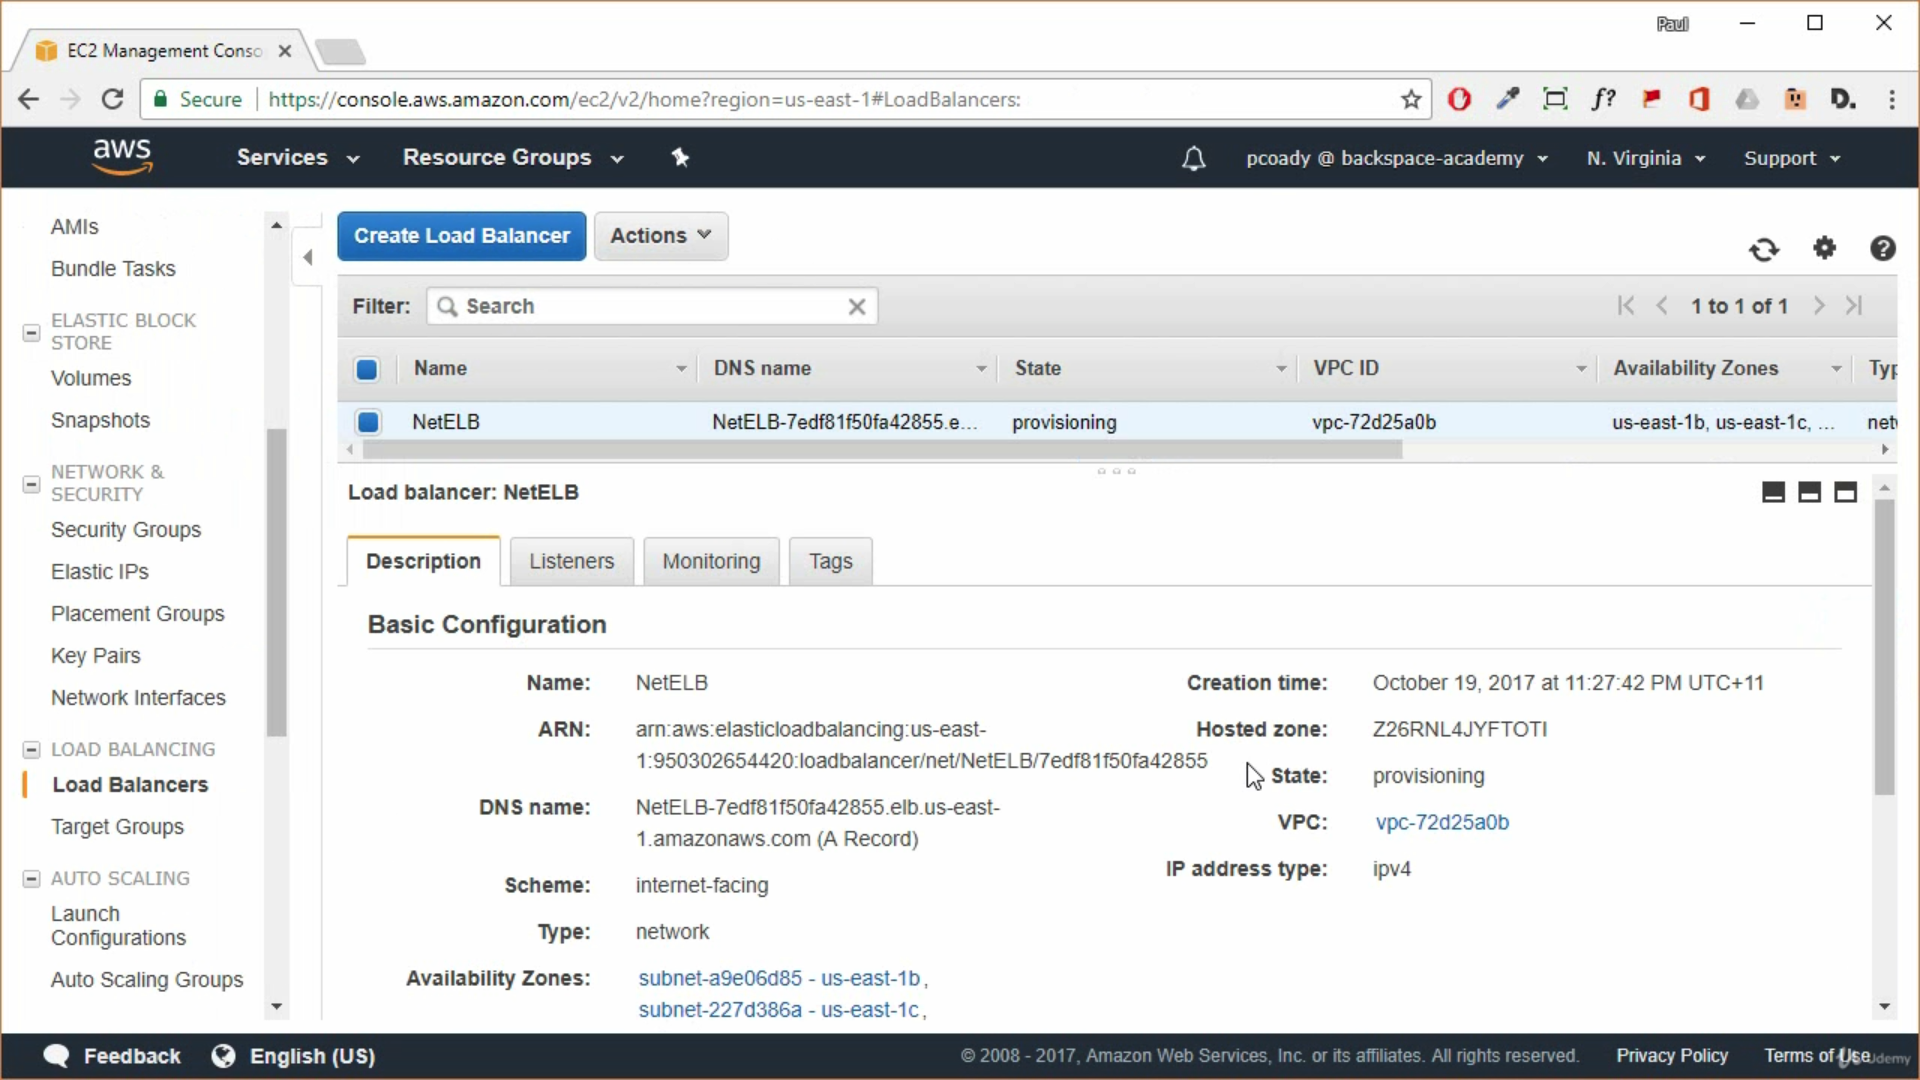 Paul
EC2 Management Conso
Secure https://console.aws.amazon.com/ec2/v2/home?region=us-east-1#LoadBalancers:
f?
D.
aws Services Resource Groups pcoady @ backspace-academy N. Virginia Support
AMIs
Bundle Tasks
ELASTIC BLOCK
STORE
Volumes
Snapshots
NETWORK &
SECURITY
Security Groups
Elastic IPs
Placement Groups
Key Pairs
Network Interfaces
LOAD BALANCING
Load Balancers
Target Groups
AUTO SCALING
Launch
Configurations
Auto Scaling Groups
Create Load Balancer Actions
Filter: Search 1 to 1 of 1
Name DNS name State VPC ID Availability Zones Typ
NetELB NetELB-7edf81f50fa42855.e... provisioning vpc-72d25a0b us-east-1b, us-east-1c, ... net
Load balancer: NetELB
Description Listeners Monitoring Tags
Basic Configuration
Name: NetELB
ARN: arn:aws:elasticloadbalancing:us-east-
1:950302654420:loadbalancer/net/NetELB/7edf81f50fa42855
DNS name: NetELB-7edf81f50fa42855.elb.us-east-
1.amazonaws.com (A Record)
Scheme: internet-facing
Type: network
Availability Zones: subnet-a9e06d85 - us-east-1b,
subnet-227d386a - us-east-1c,
Creation time: October 19, 2017 at 11:27:42 PM UTC+11
Hosted zone: Z26RNL4JYFTOTI
State: provisioning
VPC: vpc-72d25a0b
IP address type: ipv4
Feedback English (US) © 2008 - 2017, Amazon Web Services, Inc. or its affiliates. All rights reserved. Privacy Policy Terms of Use
Udemy